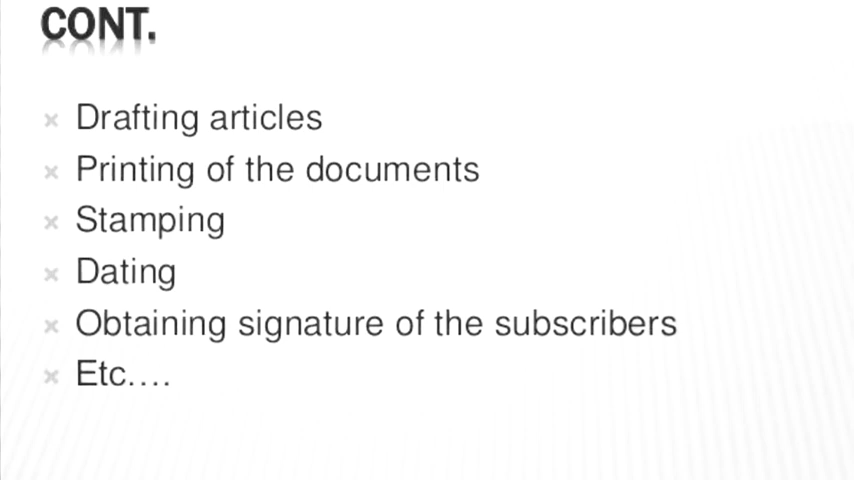 CONT.
Drafting articles
Printing of the documents
Stamping
Dating
Obtaining signature of the subscribers
Etc....